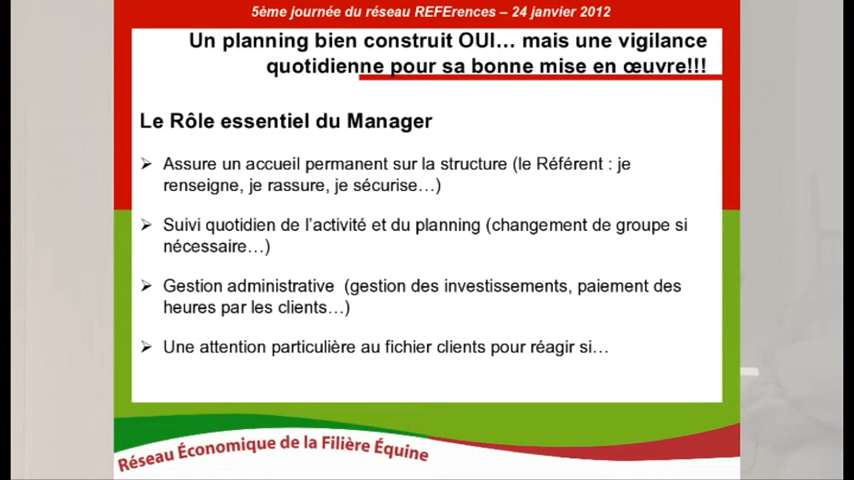 5ème journée du réseau REFErences – 24 janvier 2012
Un planning bien construit OUI… mais une vigilance
quotidienne pour sa bonne mise en œuvre!!!
Le Rôle essentiel du Manager
➢ Assure un accueil permanent sur la structure (le Référent : je
renseigne, je rassure, je sécurise…)
➢ Suivi quotidien de l’activité et du planning (changement de groupe si
nécessaire…)
➢ Gestion administrative (gestion des investissements, paiement des
heures par les clients…)
➢ Une attention particulière au fichier clients pour réagir si…
Réseau Économique de la Filière Équine